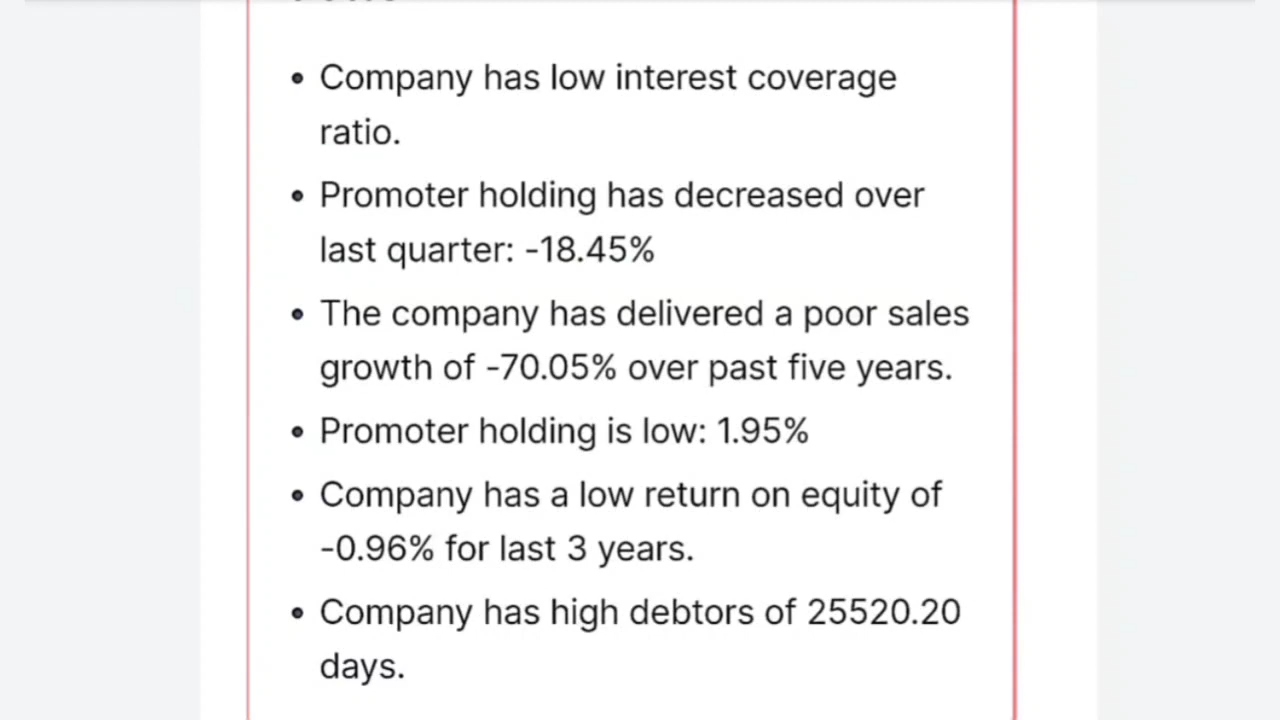 Company has low interest coverage
ratio.
Promoter holding has decreased over
last quarter: -18.45%
The company has delivered a poor sales
growth of -70.05% over past five years.
Promoter holding is low: 1.95%
Company has a low return on equity of
-0.96% for last 3 years.
Company has high debtors of 25520.20
days.